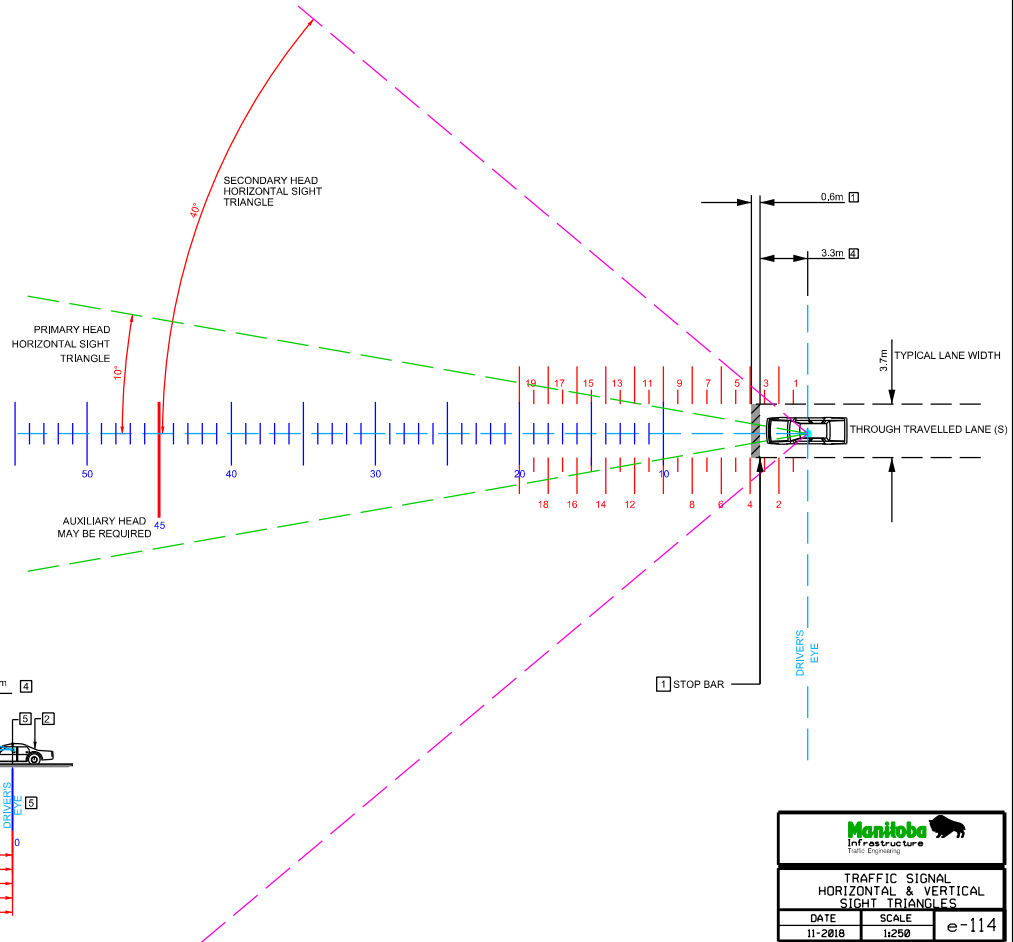 SECONDARY HEAD
HORIZONTAL SIGHT
TRIANGLE
40°
0.6m 1
3.3m 4
3.7m
TYPICAL LANE WIDTH
PRIMARY HEAD
HORIZONTAL SIGHT
TRIANGLE
10°
19 17 15 13 11 9 7 5 3 1
THROUGH TRAVELLED LANE (S)
50 40 30 20 10
18 16 14 12 8 6 4 2
AUXILIARY HEAD
MAY BE REQUIRED
45
DRIVER'S
EYE
1 STOP BAR
m 4
5 2
DRIVER'S
EYE
5
0
Manitoba
Infrastructure
Traffic Engineering
TRAFFIC SIGNAL
HORIZONTAL & VERTICAL
SIGHT TRIANGLES
DATE SCALE
11-2018 1:250
e-114